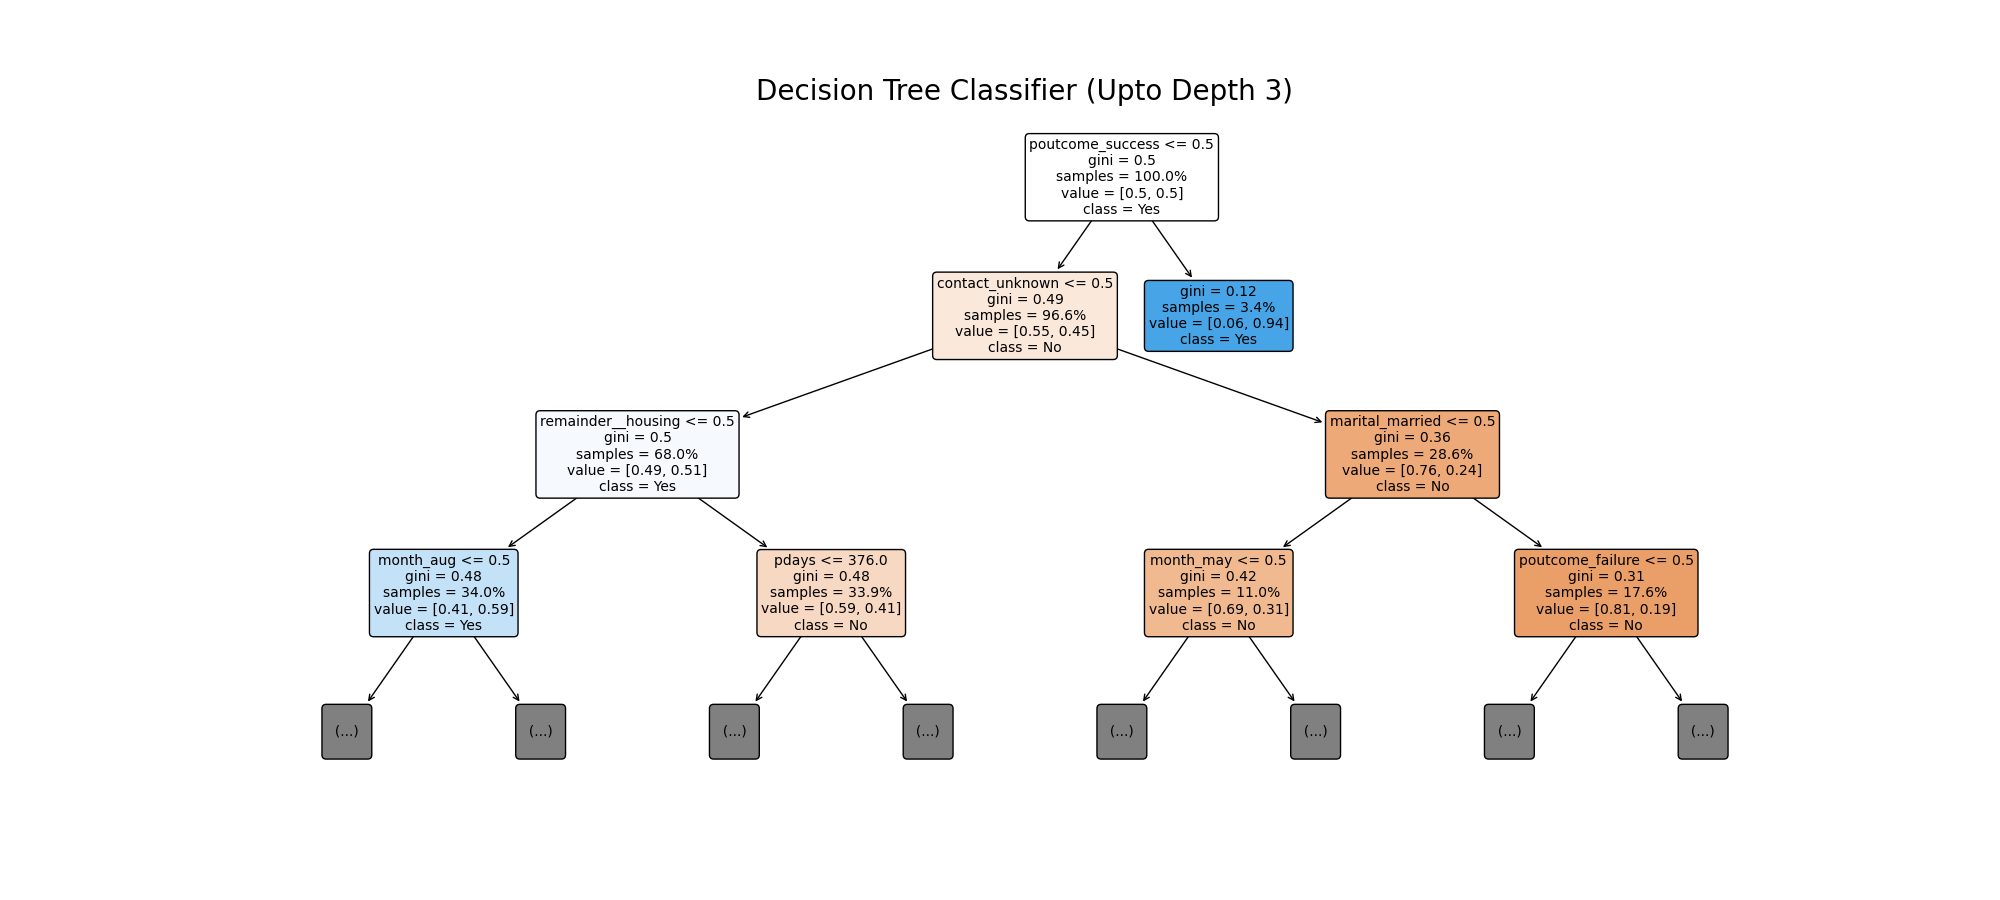 Decision Tree Classifier (Upto Depth 3)
poutcome_success <= 0.5
gini = 0.5
samples = 100.0%
value = [0.5, 0.5]
class = Yes
contact_unknown <= 0.5
gini = 0.49
samples = 96.6%
value = [0.55, 0.45]
class = No
gini = 0.12
samples = 3.4%
value = [0.06, 0.94]
class = Yes
remainder__housing <= 0.5
gini = 0.5
samples = 68.0%
value = [0.49, 0.51]
class = Yes
marital_married <= 0.5
gini = 0.36
samples = 28.6%
value = [0.76, 0.24]
class = No
month_aug <= 0.5
gini = 0.48
samples = 34.0%
value = [0.41, 0.59]
class = Yes
pdays <= 376.0
gini = 0.48
samples = 33.9%
value = [0.59, 0.41]
class = No
month_may <= 0.5
gini = 0.42
samples = 11.0%
value = [0.69, 0.31]
class = No
poutcome_failure <= 0.5
gini = 0.31
samples = 17.6%
value = [0.81, 0.19]
class = No
(...)
(...)
(...)
(...)
(...)
(...)
(...)
(...)